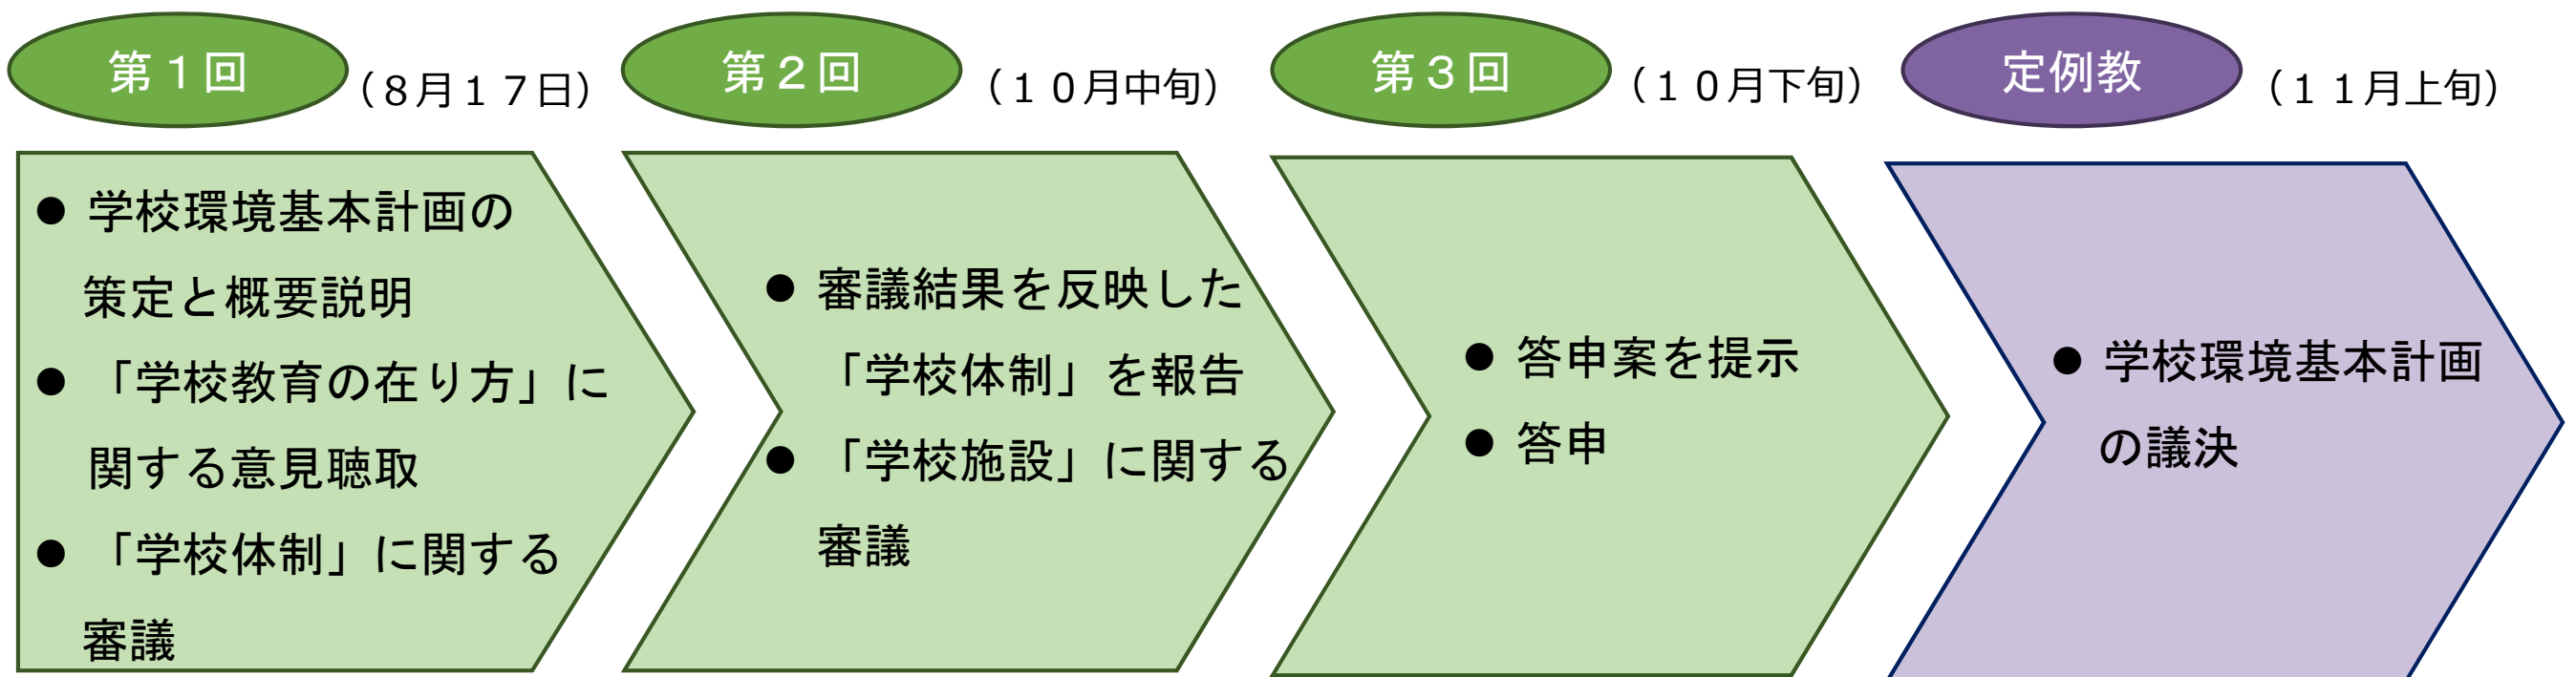 第１回
（８月１７日）
● 学校環境基本計画の
策定と概要説明
● 「学校教育の在り方」に
関する意見聴取
● 「学校体制」に関する
審議
第２回
（１０月中旬）
● 審議結果を反映した
「学校体制」を報告
● 「学校施設」に関する
審議
第３回
（１０月下旬）
● 答申案を提示
● 答申
定例教
（１１月上旬）
● 学校環境基本計画
の議決